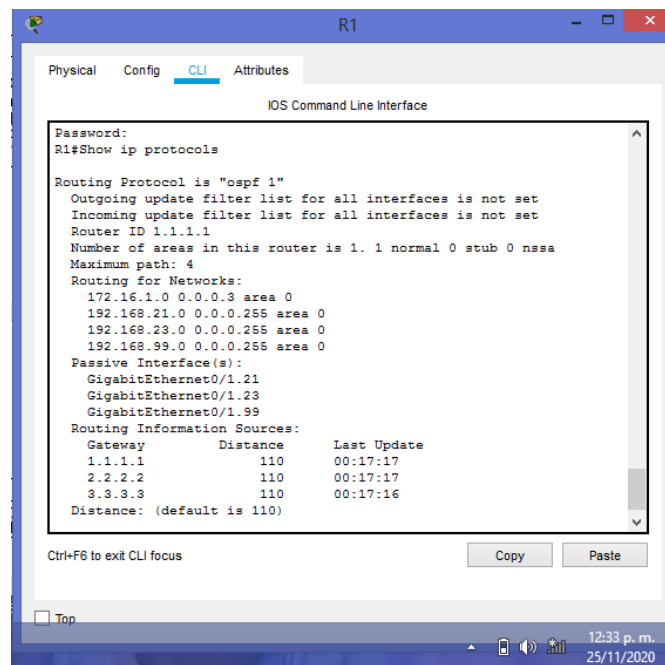 R1
Physical Config CLI Attributes
IOS Command Line Interface
Password:
R1#Show ip protocols
Routing Protocol is "ospf 1"
Outgoing update filter list for all interfaces is not set
Incoming update filter list for all interfaces is not set
Router ID 1.1.1.1
Number of areas in this router is 1. 1 normal 0 stub 0 nssa
Maximum path: 4
Routing for Networks:
172.16.1.0 0.0.0.3 area 0
192.168.21.0 0.0.0.255 area 0
192.168.23.0 0.0.0.255 area 0
192.168.99.0 0.0.0.255 area 0
Passive Interface(s):
GigabitEthernet0/1.21
GigabitEthernet0/1.23
GigabitEthernet0/1.99
Routing Information Sources:
Gateway Distance Last Update
1.1.1.1 110 00:17:17
2.2.2.2 110 00:17:17
3.3.3.3 110 00:17:16
Distance: (default is 110)
Ctrl+F6 to exit CLI focus Copy Paste
Top
12:33 p. m.
25/11/2020